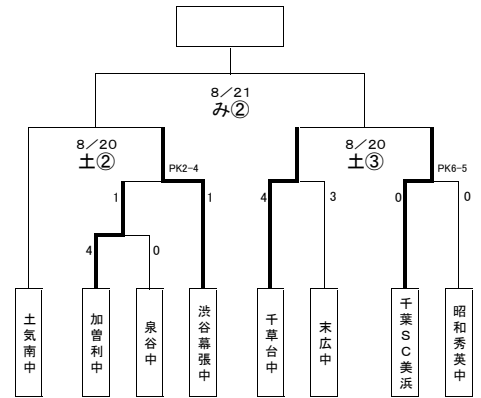 8/21
み②
8/20
土②
8/20
土③
PK2-4
PK6-5
1
1
4
3
0
0
4
0
土気南中
加曽利中
泉谷中
渋谷幕張中
千草台中
末広中
千葉SC美浜
昭和秀英中